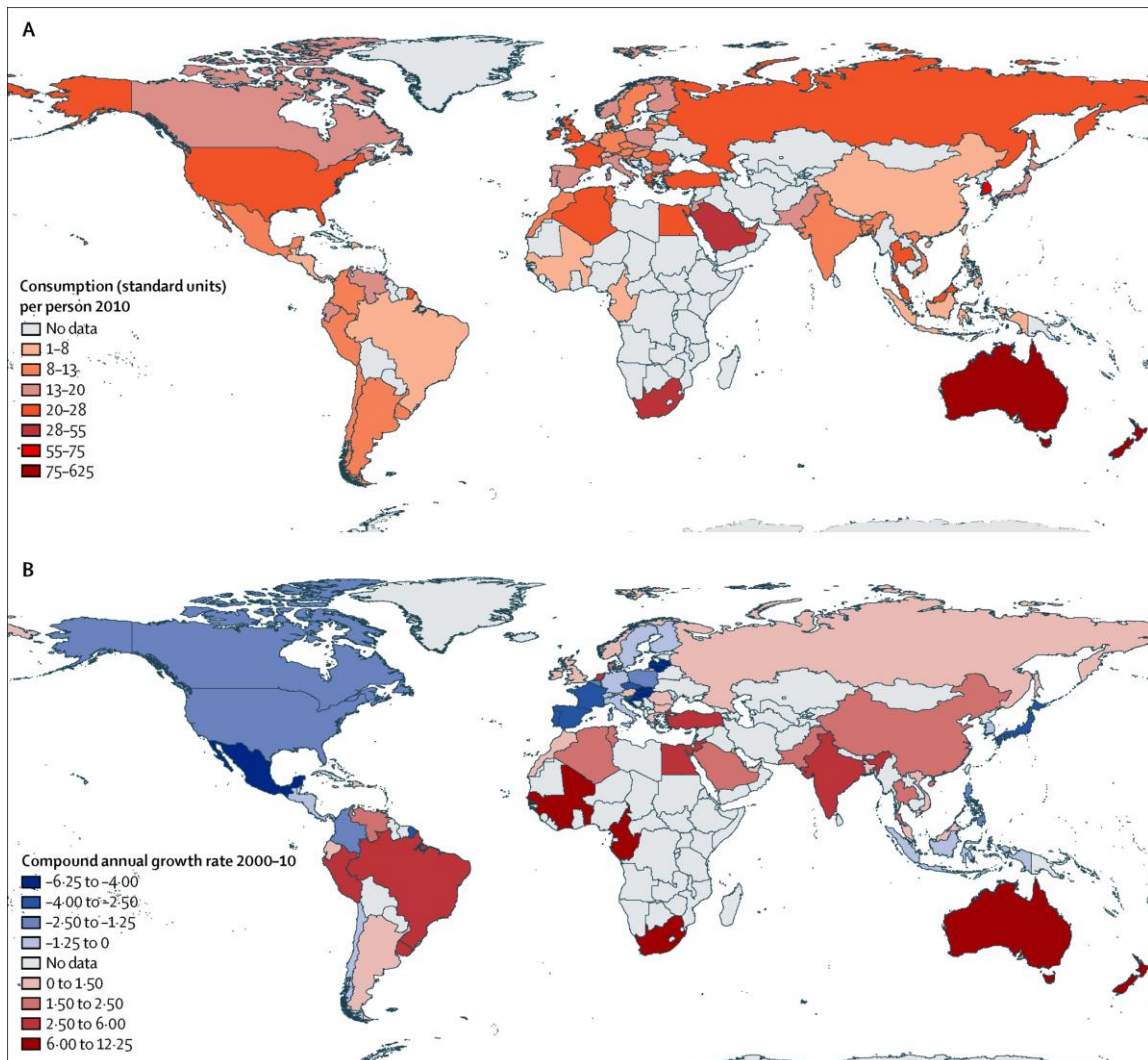 A
Consumption (standard units)
per person 2010
No data
1–8
8–13
13–20
20–28
28–55
55–75
75–625
B
Compound annual growth rate 2000–10
–6·25 to –4·00
–4·00 to –2·50
–2·50 to –1·25
–1·25 to 0
No data
0 to 1·50
1·50 to 2·50
2·50 to 6·00
6·00 to 12·25